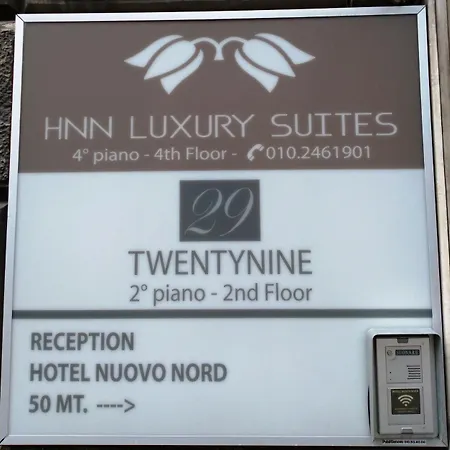 HNN LUXURY SUITES
4° piano - 4th Floor - 010.2461901
29
TWENTYNINE
2° piano - 2nd Floor
RECEPTION
HOTEL NUOVO NORD
50 MT. ---->